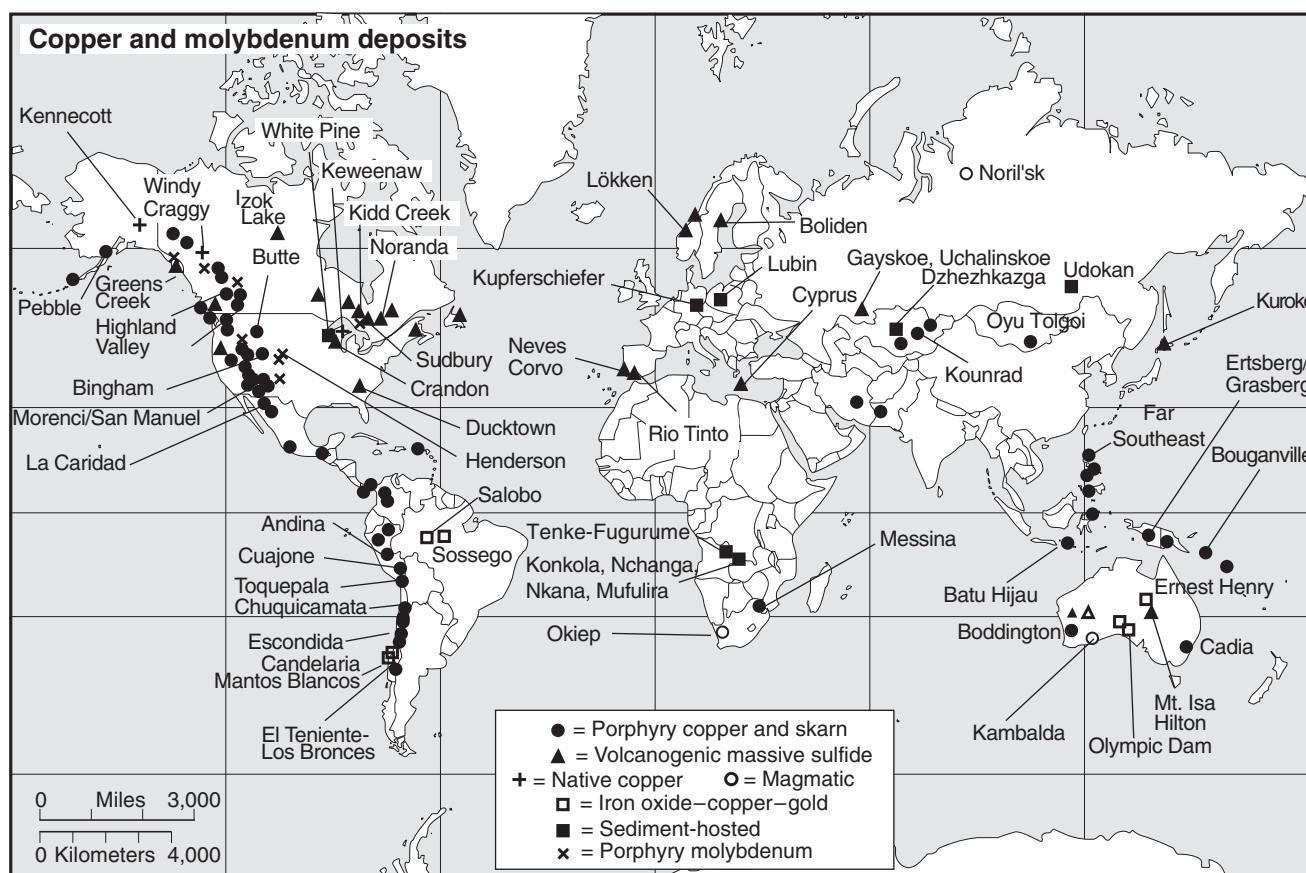 Copper and molybdenum deposits
Kennecott
White Pine
Keweenaw
Windy
Craggy
Izok
Lake
Kidd Creek
Noranda
Butte
Pebble
Greens
Creek
Highland
Valley
Bingham
Morenci/San Manuel
La Caridad
Sudbury
Crandon
Ducktown
Henderson
Salobo
Sossego
Andina
Cuajone
Toquepala
Chuquicamata
Escondida
Candelaria
Mantos Blancos
El Teniente-
Los Bronces
Lökken
Boliden
Noril'sk
Kupferschiefer
Lubin
Gayskoe, Uchalinskoe
Dzhezhkazga
Cyprus
Udokan
Oyu Tolgoi
Kuroko
Neves
Corvo
Kounrad
Rio Tinto
Ertsberg/
Grasberg
Far
Southeast
Bouganville
Tenke-Fugurume
Konkola, Nchanga,
Nkana, Mufulira
Messina
Okiep
Batu Hijau
Ernest Henry
Boddington
Cadia
Kambalda
Mt. Isa
Hilton
Olympic Dam
= Porphyry copper and skarn
= Volcanogenic massive sulfide
= Native copper = Magmatic
= Iron oxide–copper–gold
= Sediment-hosted
= Porphyry molybdenum
0 Miles 3,000
0 Kilometers 4,000